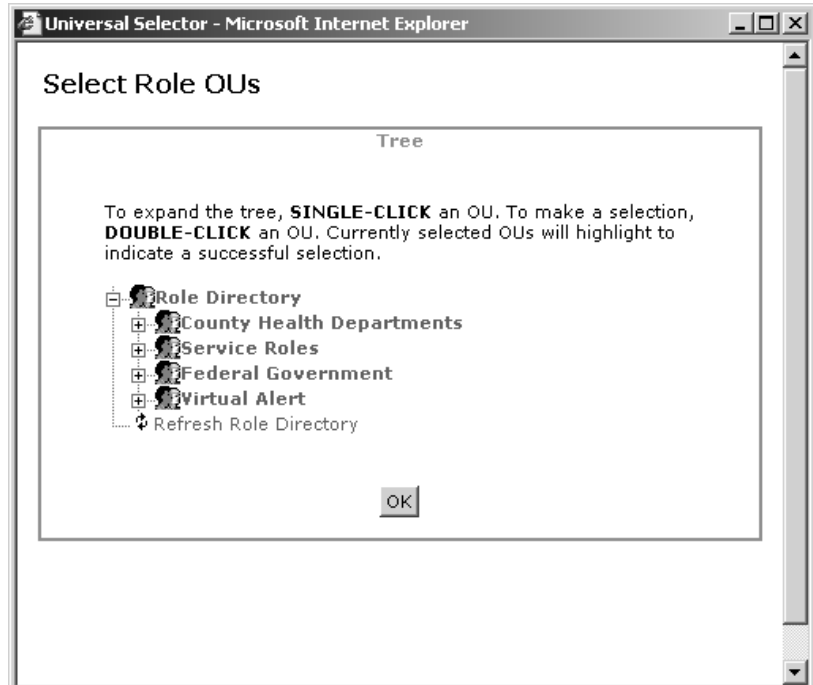 Universal Selector - Microsoft Internet Explorer
Select Role OUs
Tree
To expand the tree, SINGLE-CLICK an OU. To make a selection,
DOUBLE-CLICK an OU. Currently selected OUs will highlight to
indicate a successful selection.
Role Directory
County Health Departments
Service Roles
Federal Government
Virtual Alert
Refresh Role Directory
OK